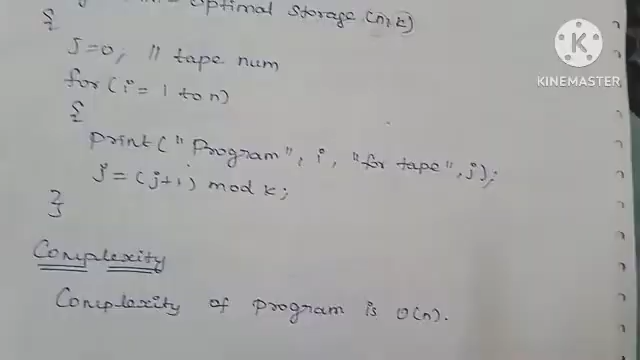 Optimal Storage (n,k)
{
j=0; // tape num
for (i = 1 to n)
{
print("Program", i, "for tape", j);
j = (j+1) mod k;
}
Complexity
Complexity of program is O(n).
K
KINEMASTER